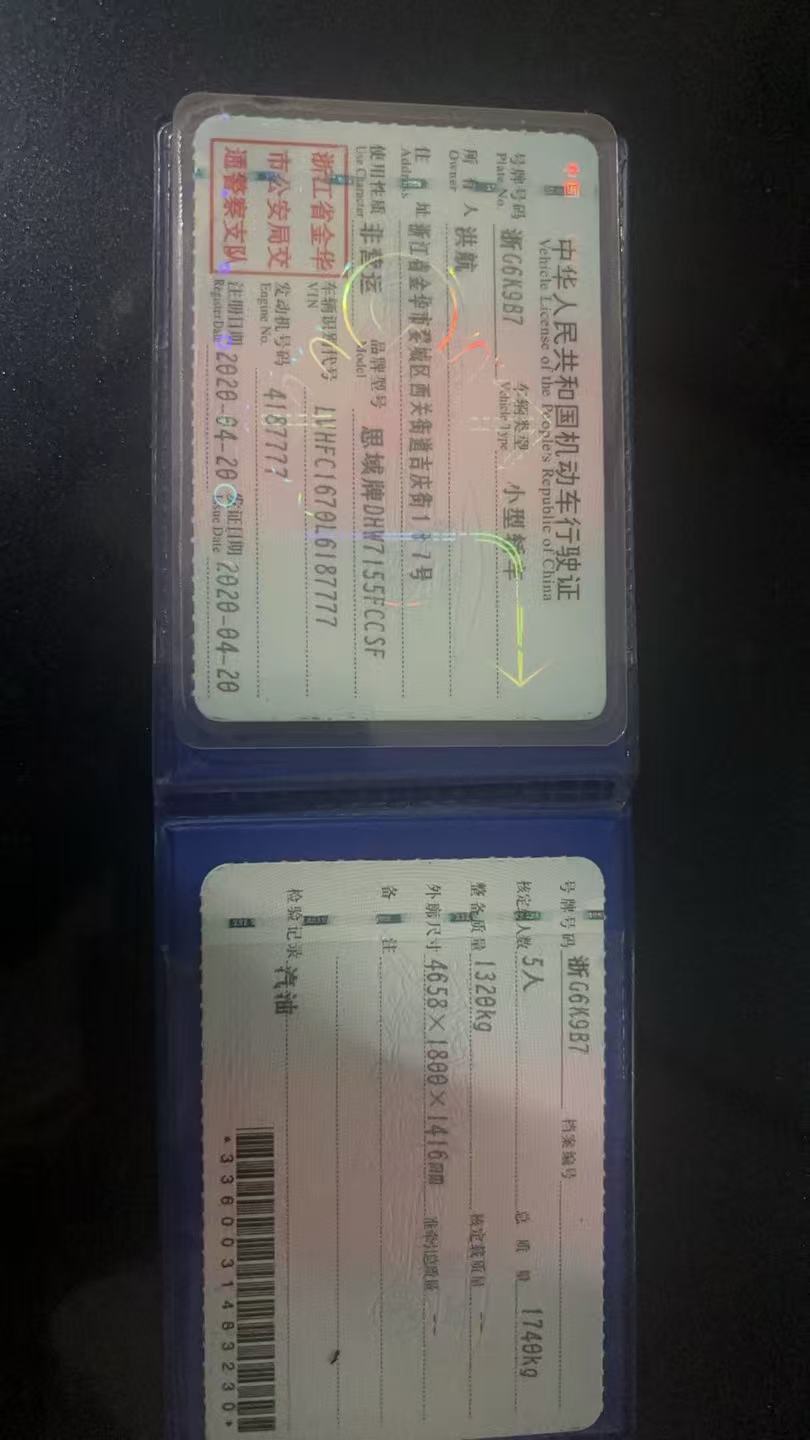 中华人民共和国机动车行驶证
Vehicle License of the People's Republic of China
号牌号码 浙G6K9B7 车辆类型 小型轿车
Plate No. Vehicle Type
所有人 洪航
Owner
住址 浙江省金华市婺城区西关街道吉庆街1 7号
Address
使用性质 非营运 品牌型号 思域牌DHW7155FCCSF
Use Character Model
浙江省金华
市公安局交
通警察支队
车辆识别代号 LVHFC1670L6187777
VIN
发动机号码 4187777
Engine No.
注册日期 2020-04-20 发证日期 2020-04-20
Register Date Issue Date
号牌号码 浙G6K9B7 档案编号
核定载人数 5人 总质量 1740kg
整备质量 1320kg 核定载质量 --
外廓尺寸 4658×1800×1416mm 准牵引总质量 --
备注
检验记录 汽油
*3360031483230*